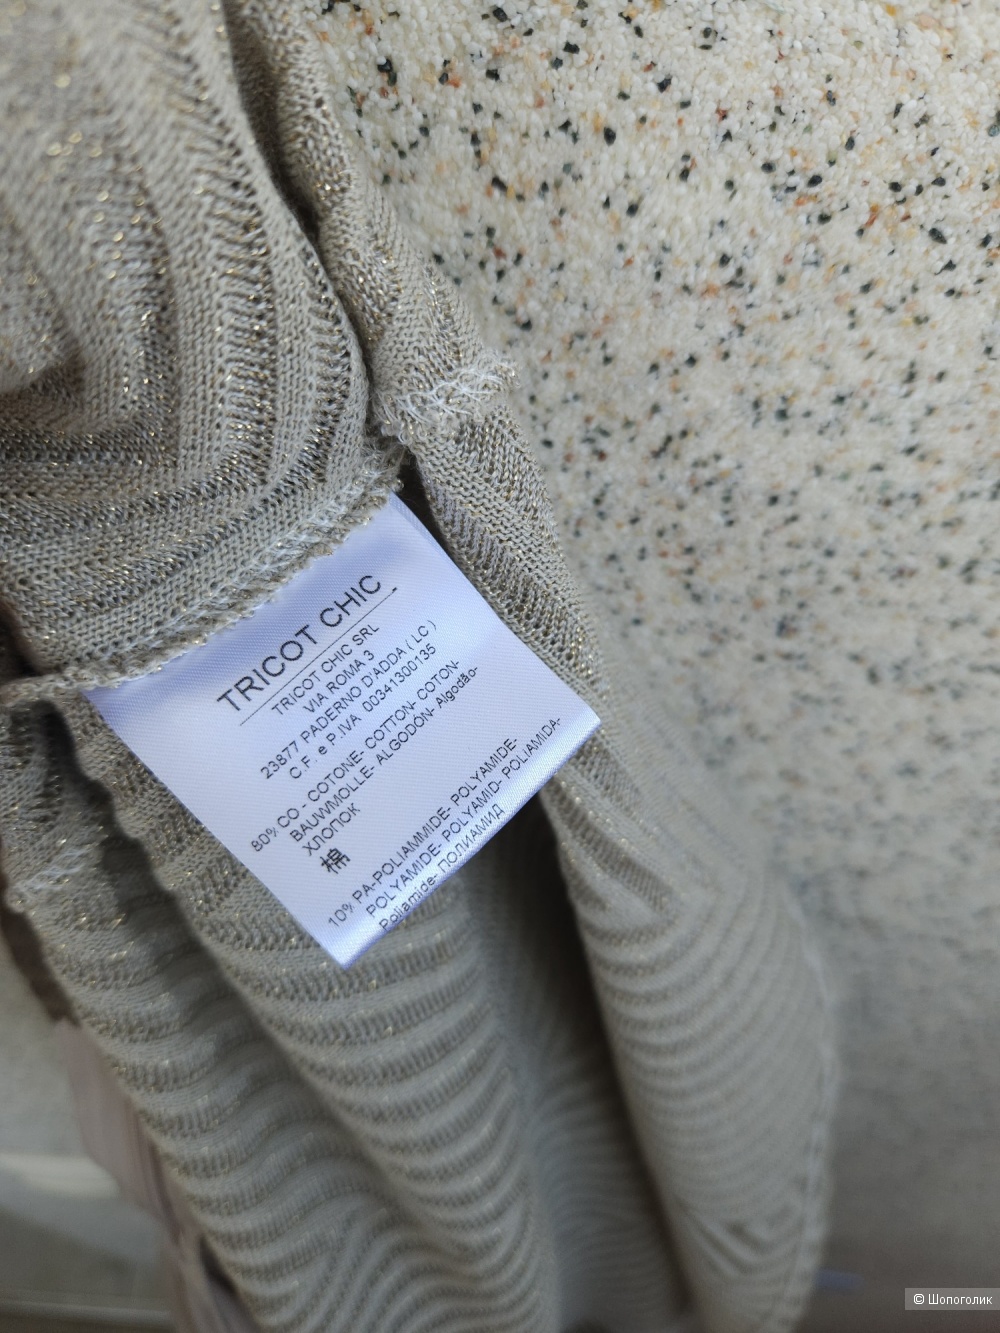 TRICOT CHIC
TRICOT CHIC SRL
VIA ROMA 3
23877 PADERNO D'ADDA ( LC )
C.F. e P.IVA 00341300135
80% CO - COTONE- COTTON- COTON-
BAUWMOLLE- ALGODÓN- Algodão-
ХЛОПОК
棉
10% PA-POLIAMMIDE- POLYAMIDE-
POLYAMIDE- POLYAMID- POLIAMIDA-
Poliamide- ПОЛИАМИД
© Шопоголик